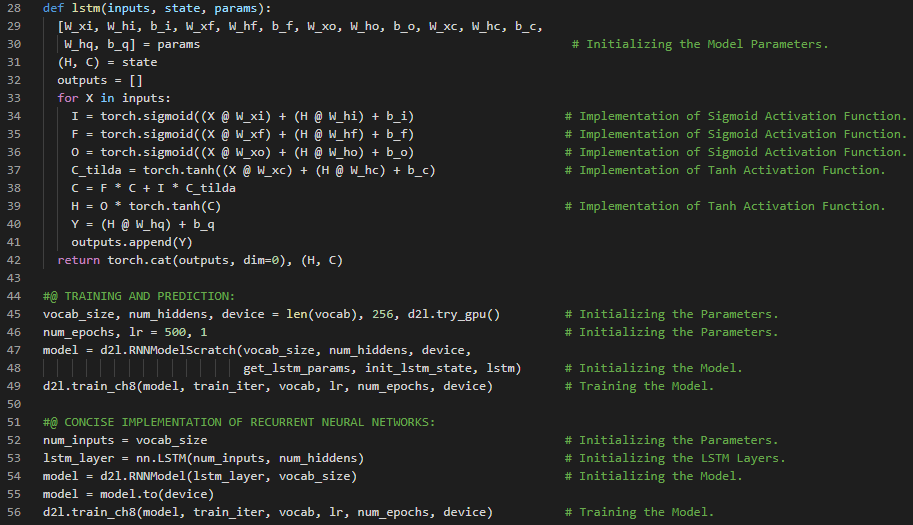 28 def lstm(inputs, state, params):
29   [W_xi, W_hi, b_i, W_xf, W_hf, b_f, W_xo, W_ho, b_o, W_xc, W_hc, b_c,
30    W_hq, b_q] = params # Initializing the Model Parameters.
31   (H, C) = state
32   outputs = []
33   for X in inputs:
34     I = torch.sigmoid((X @ W_xi) + (H @ W_hi) + b_i) # Implementation of Sigmoid Activation Function.
35     F = torch.sigmoid((X @ W_xf) + (H @ W_hf) + b_f) # Implementation of Sigmoid Activation Function.
36     O = torch.sigmoid((X @ W_xo) + (H @ W_ho) + b_o) # Implementation of Sigmoid Activation Function.
37     C_tilda = torch.tanh((X @ W_xc) + (H @ W_hc) + b_c) # Implementation of Tanh Activation Function.
38     C = F * C + I * C_tilda
39     H = O * torch.tanh(C) # Implementation of Tanh Activation Function.
40     Y = (H @ W_hq) + b_q
41     outputs.append(Y)
42   return torch.cat(outputs, dim=0), (H, C)
43
44 #@ TRAINING AND PREDICTION:
45 vocab_size, num_hiddens, device = len(vocab), 256, d2l.try_gpu() # Initializing the Parameters.
46 num_epochs, lr = 500, 1 # Initializing the Parameters.
47 model = d2l.RNNModelScratch(vocab_size, num_hiddens, device,
48                             get_lstm_params, init_lstm_state, lstm) # Initializing the Model.
49 d2l.train_ch8(model, train_iter, vocab, lr, num_epochs, device) # Training the Model.
50
51 #@ CONCISE IMPLEMENTATION OF RECURRENT NEURAL NETWORKS:
52 num_inputs = vocab_size # Initializing the Parameters.
53 lstm_layer = nn.LSTM(num_inputs, num_hiddens) # Initializing the LSTM Layers.
54 model = d2l.RNNModel(lstm_layer, vocab_size) # Initializing the Model.
55 model = model.to(device)
56 d2l.train_ch8(model, train_iter, vocab, lr, num_epochs, device) # Training the Model.